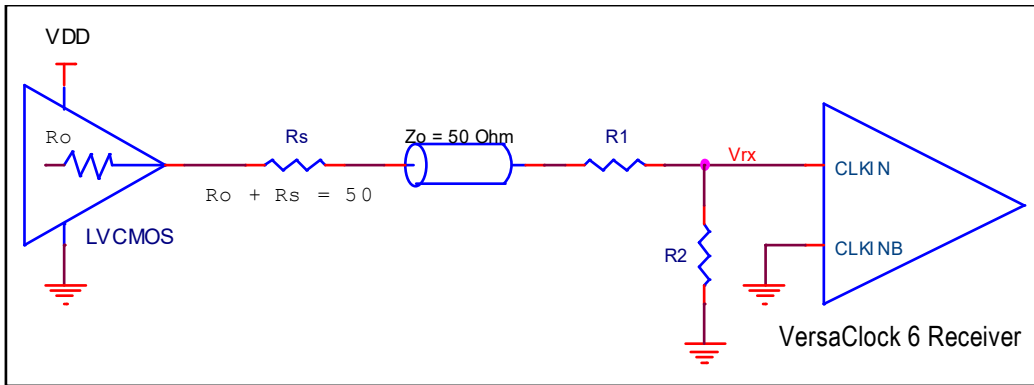 VDD
Ro
Rs
Zo = 50 Ohm
R1
Vrx
CLKIN
Ro + Rs = 50
LVCMOS
R2
CLKINB
VersaClock 6 Receiver